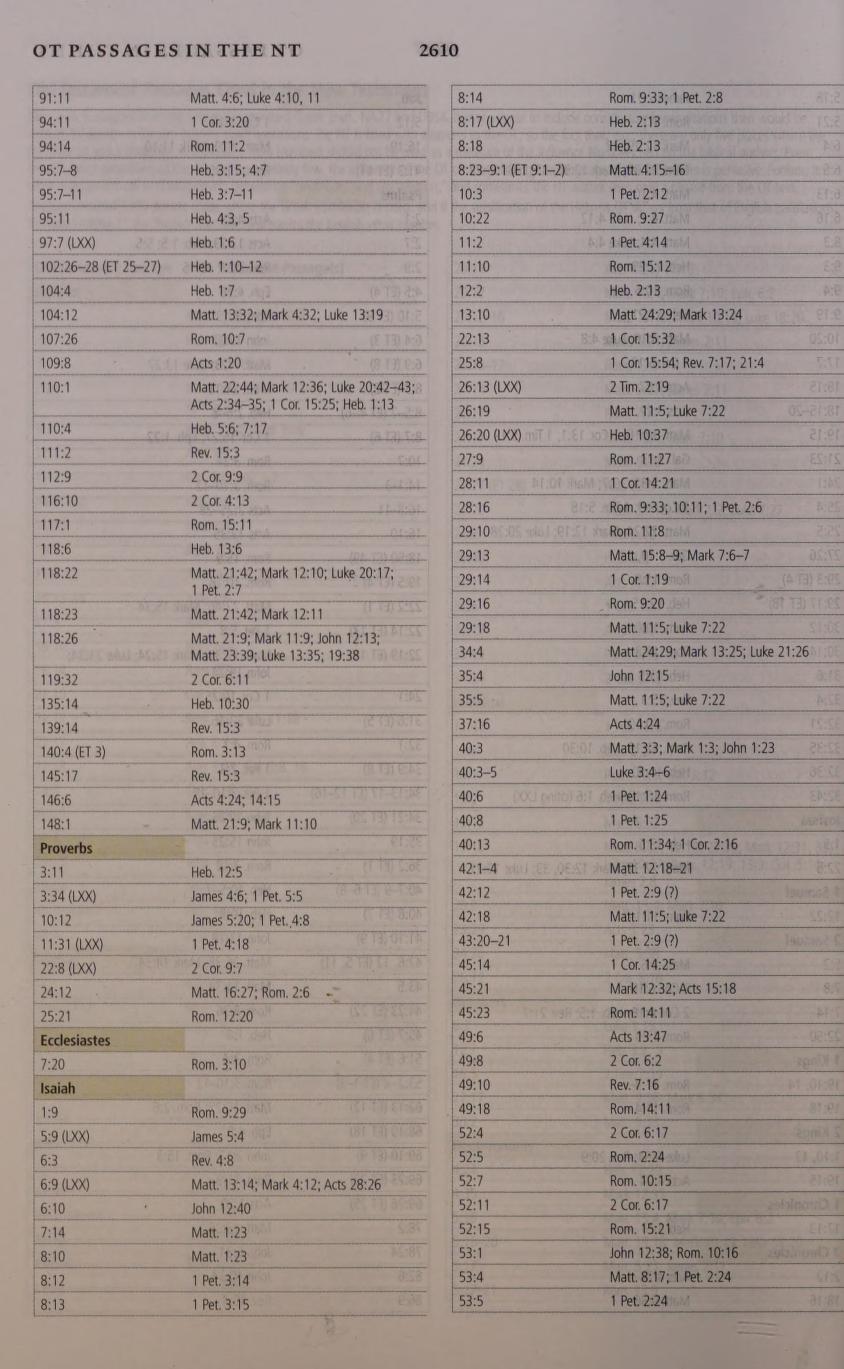 OT PASSAGES IN THE NT 2610
91:11 Matt. 4:6; Luke 4:10, 11
94:11 1 Cor. 3:20
94:14 Rom. 11:2
95:7–8 Heb. 3:15; 4:7
95:7–11 Heb. 3:7–11
95:11 Heb. 4:3, 5
97:7 (LXX) Heb. 1:6
102:26–28 (ET 25–27) Heb. 1:10–12
104:4 Heb. 1:7
104:12 Matt. 13:32; Mark 4:32; Luke 13:19
107:26 Rom. 10:7
109:8 Acts 1:20
110:1 Matt. 22:44; Mark 12:36; Luke 20:42–43;
Acts 2:34–35; 1 Cor. 15:25; Heb. 1:13
110:4 Heb. 5:6; 7:17
111:2 Rev. 15:3
112:9 2 Cor. 9:9
116:10 2 Cor. 4:13
117:1 Rom. 15:11
118:6 Heb. 13:6
118:22 Matt. 21:42; Mark 12:10; Luke 20:17;
1 Pet. 2:7
118:23 Matt. 21:42; Mark 12:11
118:26 Matt. 21:9; Mark 11:9; John 12:13;
Matt. 23:39; Luke 13:35; 19:38
119:32 2 Cor. 6:11
135:14 Heb. 10:30
139:14 Rev. 15:3
140:4 (ET 3) Rom. 3:13
145:17 Rev. 15:3
146:6 Acts 4:24; 14:15
148:1 Matt. 21:9; Mark 11:10
Proverbs
3:11 Heb. 12:5
3:34 (LXX) James 4:6; 1 Pet. 5:5
10:12 James 5:20; 1 Pet. 4:8
11:31 (LXX) 1 Pet. 4:18
22:8 (LXX) 2 Cor. 9:7
24:12 Matt. 16:27; Rom. 2:6
25:21 Rom. 12:20
Ecclesiastes
7:20 Rom. 3:10
Isaiah
1:9 Rom. 9:29
5:9 (LXX) James 5:4
6:3 Rev. 4:8
6:9 (LXX) Matt. 13:14; Mark 4:12; Acts 28:26
6:10 John 12:40
7:14 Matt. 1:23
8:10 Matt. 1:23
8:12 1 Pet. 3:14
8:13 1 Pet. 3:15
8:14 Rom. 9:33; 1 Pet. 2:8
8:17 (LXX) Heb. 2:13
8:18 Heb. 2:13
8:23–9:1 (ET 9:1–2) Matt. 4:15–16
10:3 1 Pet. 2:12
10:22 Rom. 9:27
11:2 1 Pet. 4:14
11:10 Rom. 15:12
12:2 Heb. 2:13
13:10 Matt. 24:29; Mark 13:24
22:13 1 Cor. 15:32
25:8 1 Cor. 15:54; Rev. 7:17; 21:4
26:13 (LXX) 2 Tim. 2:19
26:19 Matt. 11:5; Luke 7:22
26:20 (LXX) Heb. 10:37
27:9 Rom. 11:27
28:11 1 Cor. 14:21
28:16 Rom. 9:33; 10:11; 1 Pet. 2:6
29:10 Rom. 11:8
29:13 Matt. 15:8–9; Mark 7:6–7
29:14 1 Cor. 1:19
29:16 Rom. 9:20
29:18 Matt. 11:5; Luke 7:22
34:4 Matt. 24:29; Mark 13:25; Luke 21:26
35:4 John 12:15
35:5 Matt. 11:5; Luke 7:22
37:16 Acts 4:24
40:3 Matt. 3:3; Mark 1:3; John 1:23
40:3–5 Luke 3:4–6
40:6 1 Pet. 1:24
40:8 1 Pet. 1:25
40:13 Rom. 11:34; 1 Cor. 2:16
42:1–4 Matt. 12:18–21
42:12 1 Pet. 2:9 (?)
42:18 Matt. 11:5; Luke 7:22
43:20–21 1 Pet. 2:9 (?)
45:14 1 Cor. 14:25
45:21 Mark 12:32; Acts 15:18
45:23 Rom. 14:11
49:6 Acts 13:47
49:8 2 Cor. 6:2
49:10 Rev. 7:16
49:18 Rom. 14:11
52:4 2 Cor. 6:17
52:5 Rom. 2:24
52:7 Rom. 10:15
52:11 2 Cor. 6:17
52:15 Rom. 15:21
53:1 John 12:38; Rom. 10:16
53:4 Matt. 8:17; 1 Pet. 2:24
53:5 1 Pet. 2:24